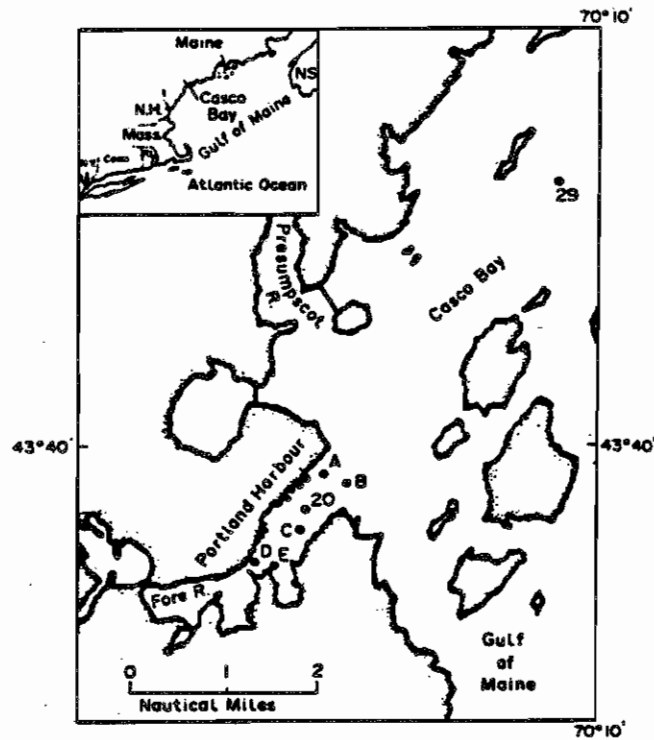 70°10'
Maine
NS
N.H.
Casco
Bay
Mass.
Gulf of Maine
Conn
Atlantic Ocean
29
Presumpscot
R.
Casco Bay
43°40'
43°40'
A
B
Portland Harbour
20
C
D
E
Fore R.
0 1 2
Nautical Miles
Gulf
of
Maine
70°10'